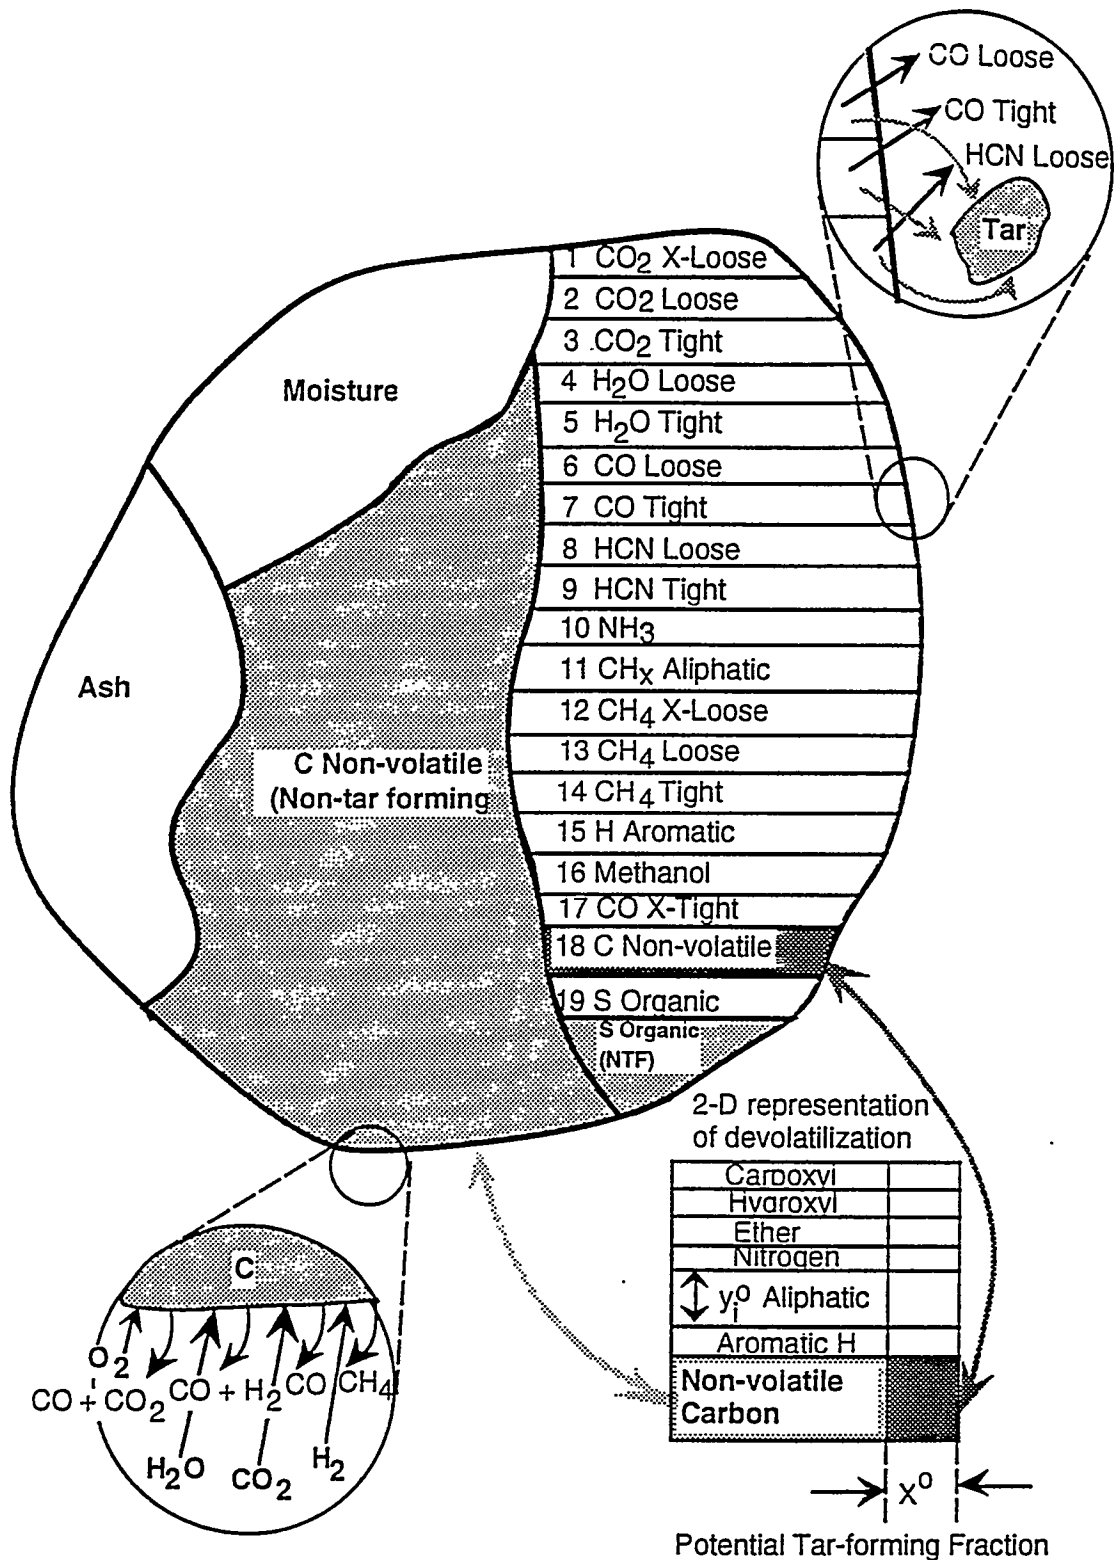 CO Loose
CO Tight
HCN Loose
Tar
1 CO2 X-Loose
2 CO2 Loose
3 .CO2 Tight
4 H2O Loose
5 H2O Tight
6 CO Loose
7 CO Tight
8 HCN Loose
9 HCN Tight
10 NH3
11 CHx Aliphatic
12 CH4 X-Loose
13 CH4 Loose
14 CH4 Tight
15 H Aromatic
16 Methanol
17 CO X-Tight
18 C Non-volatile
19 S Organic
S Organic
(NTF)
Moisture
Ash
C Non-volatile
(Non-tar forming
2-D representation
of devolatilization
Carboxyl
Hydroxyl
Ether
Nitrogen
yio Aliphatic
Aromatic H
Non-volatile
Carbon
Xo
Potential Tar-forming Fraction
C
O2
CO + CO2
CO + H2
CO
CH4
H2O
CO2
H2